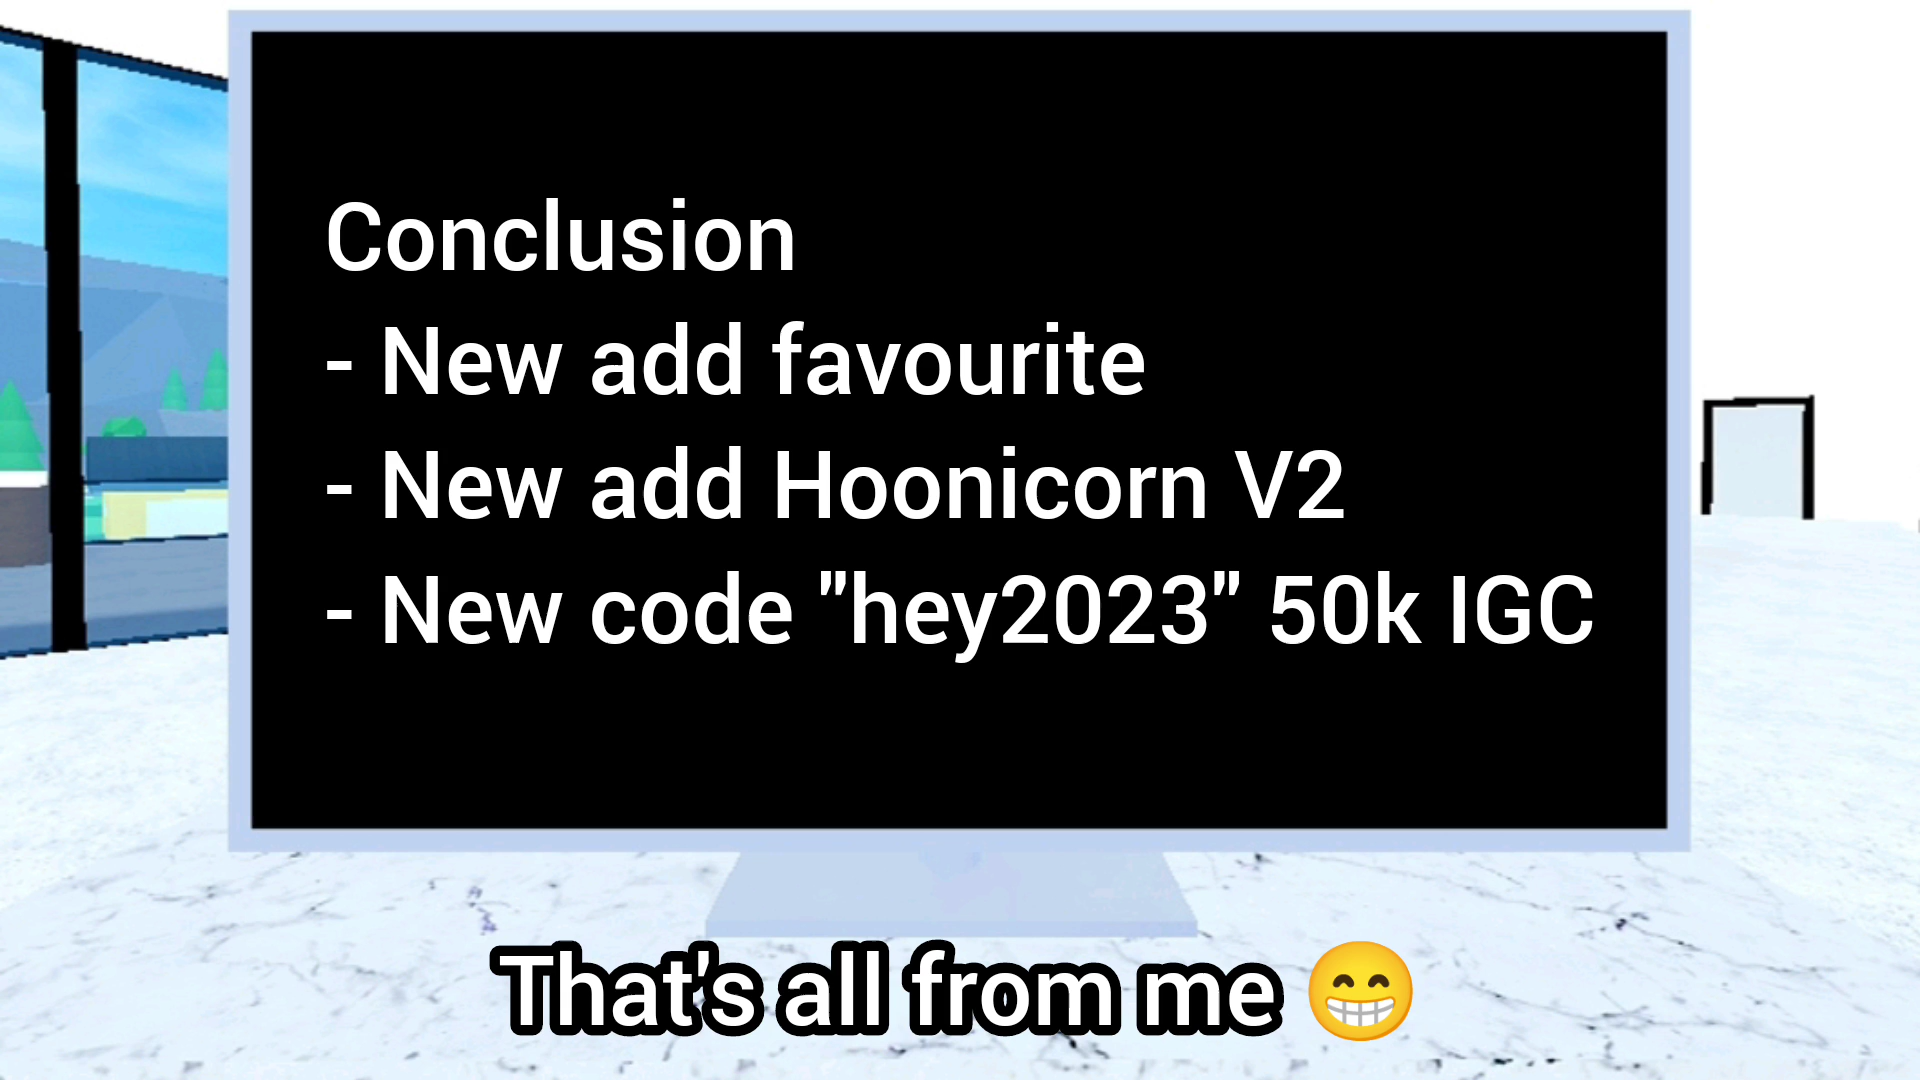 Conclusion
- New add favourite
- New add Hoonicorn V2
- New code "hey2023" 50k IGC
That's all from me 😁